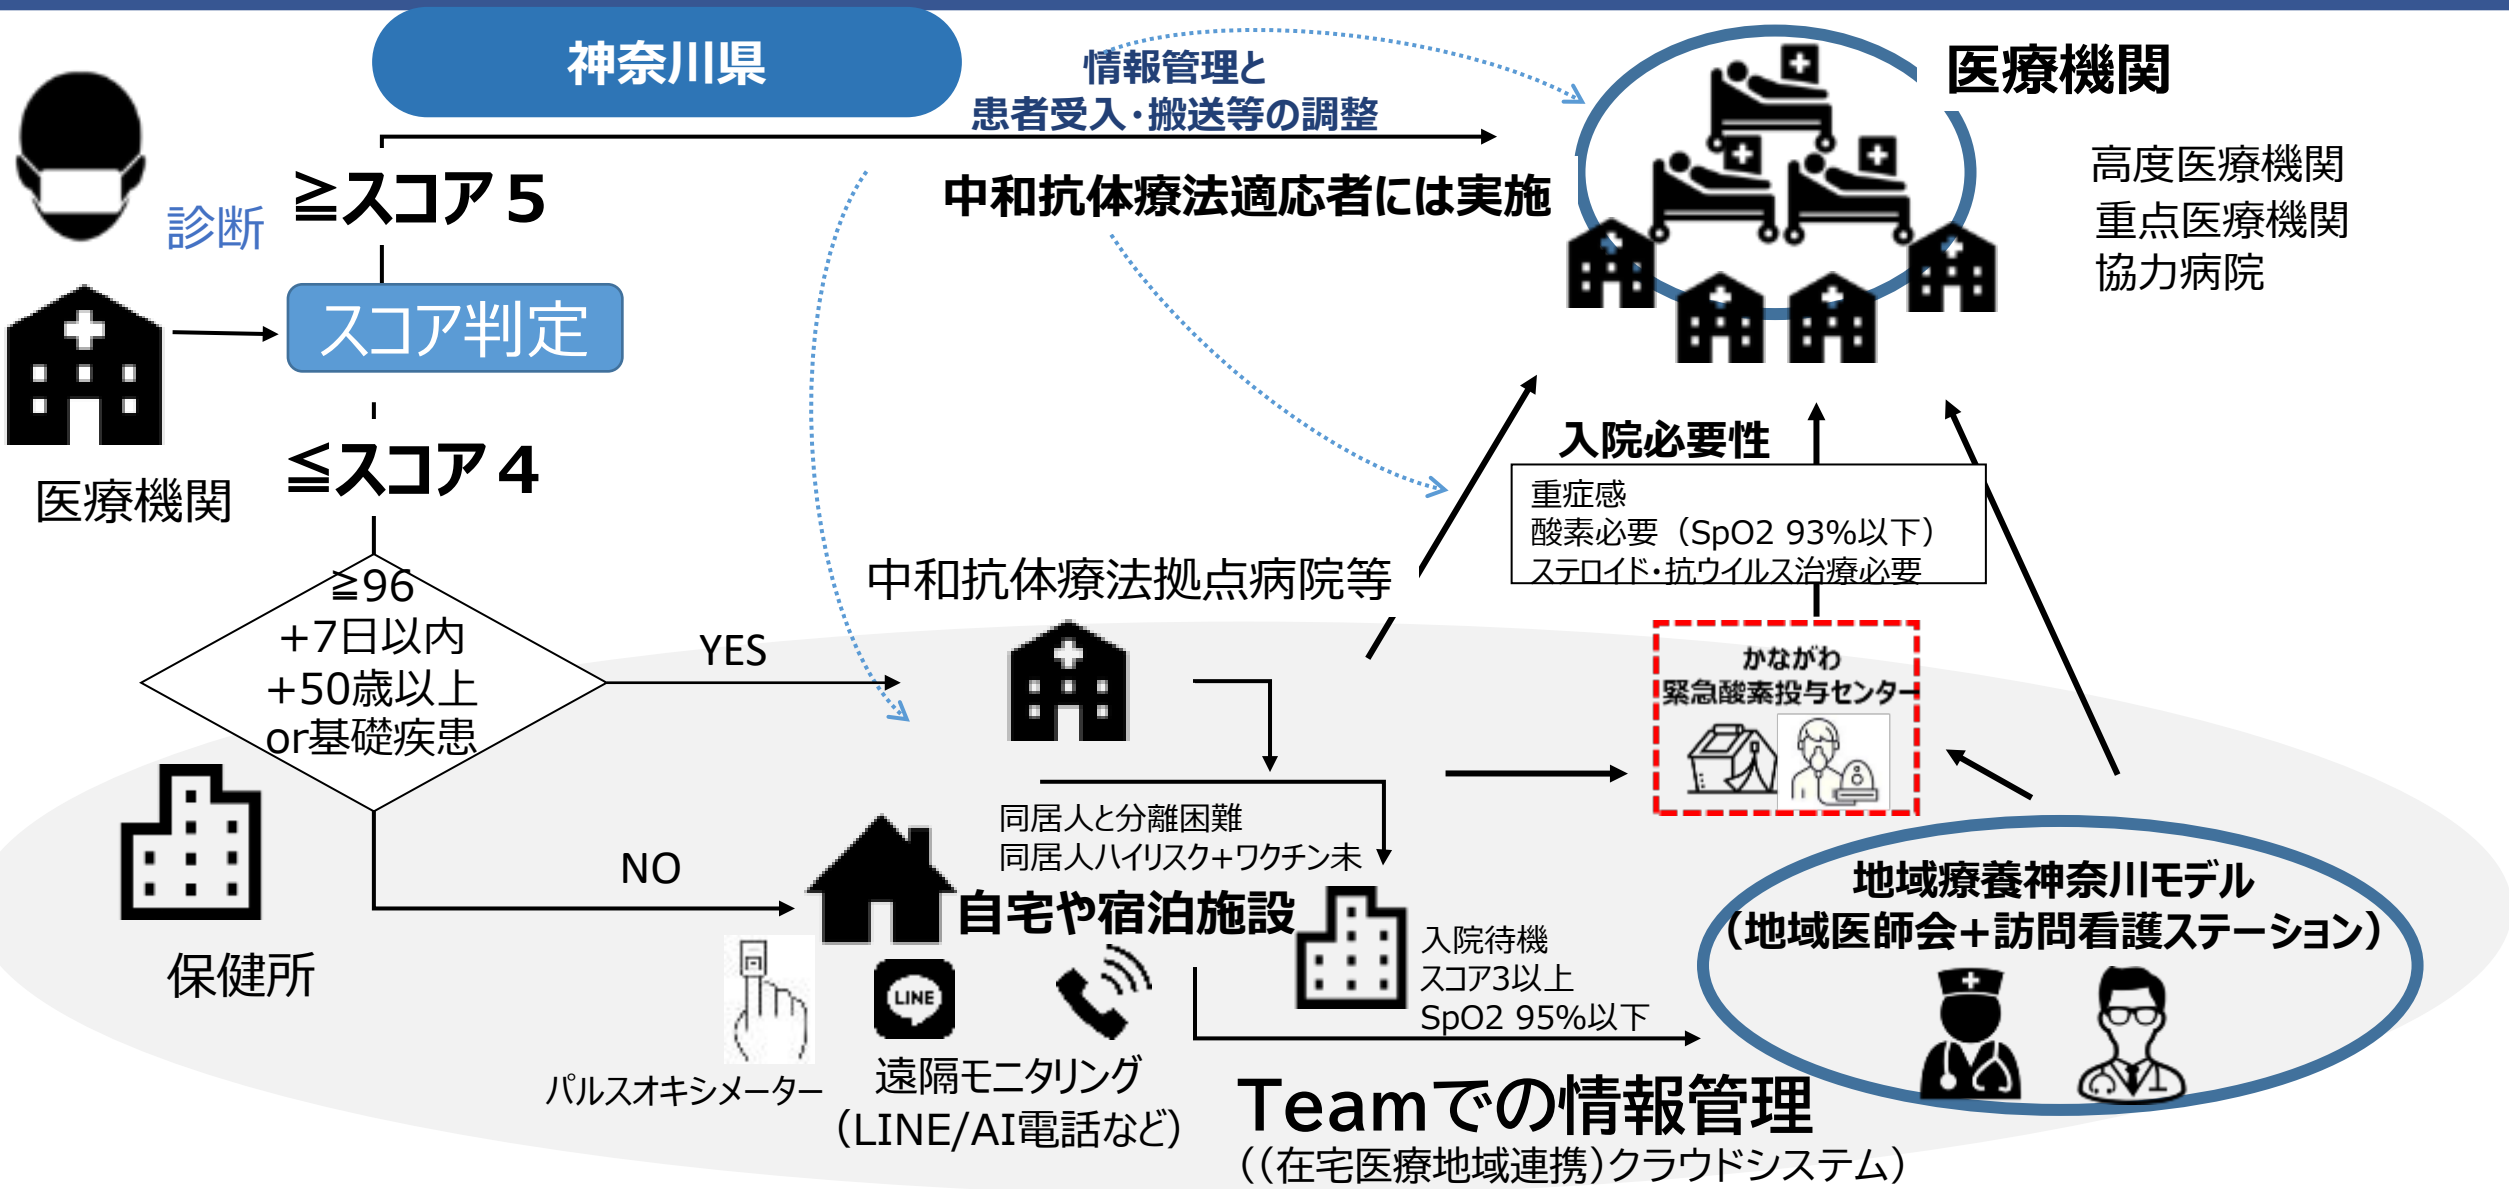 神奈川県
情報管理と
患者受入・搬送等の調整
医療機関
高度医療機関
重点医療機関
協力病院
≧スコア5
診断
中和抗体療法適応者には実施
スコア判定
≦スコア4
医療機関
入院必要性
重症感
酸素必要（SpO2 93%以下）
ステロイド・抗ウイルス治療必要
≧96
+7日以内
+50歳以上
or基礎疾患
YES
中和抗体療法拠点病院等
かながわ
緊急酸素投与センター
同居人と分離困難
同居人ハイリスク+ワクチン未
NO
自宅や宿泊施設
保健所
入院待機
スコア3以上
SpO2 95%以下
地域療養神奈川モデル
（地域医師会+訪問看護ステーション）
LINE
パルスオキシメーター
遠隔モニタリング
（LINE/AI電話など）
Teamでの情報管理
（（在宅医療地域連携）クラウドシステム）